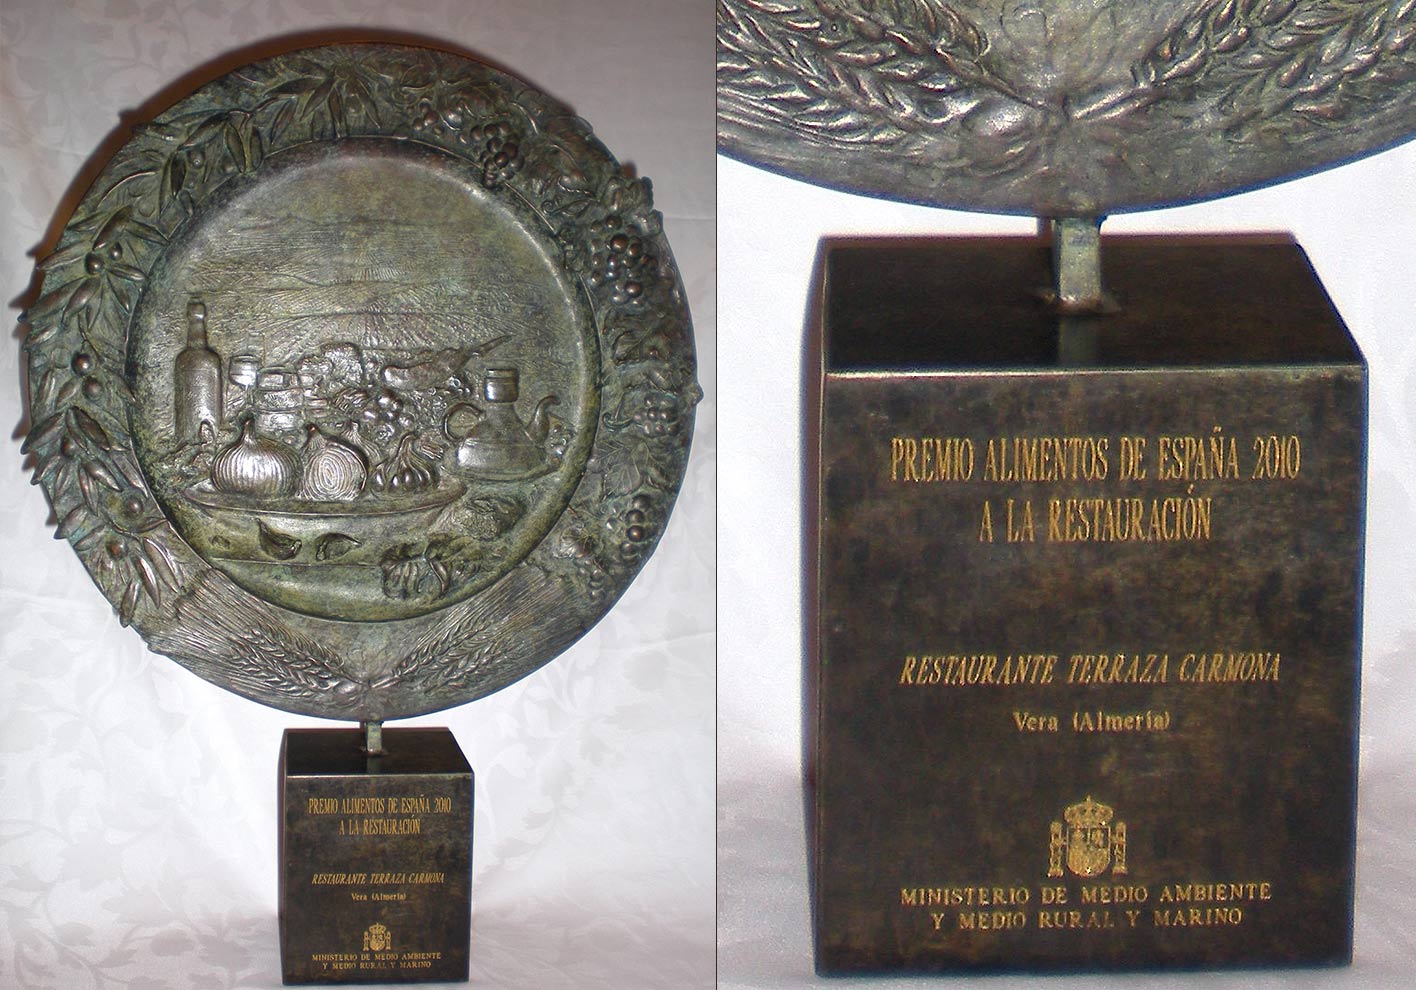 PREMIO ALIMENTOS DE ESPAÑA 2010
A LA RESTAURACIÓN
RESTAURANTE TERRAZA CARMONA
Vera (Almería)
MINISTERIO DE MEDIO AMBIENTE
Y MEDIO RURAL Y MARINO
PREMIO ALIMENTOS DE ESPAÑA 2010
A LA RESTAURACIÓN
RESTAURANTE TERRAZA CARMONA
Vera (Almería)
MINISTERIO DE MEDIO AMBIENTE
Y MEDIO RURAL Y MARINO